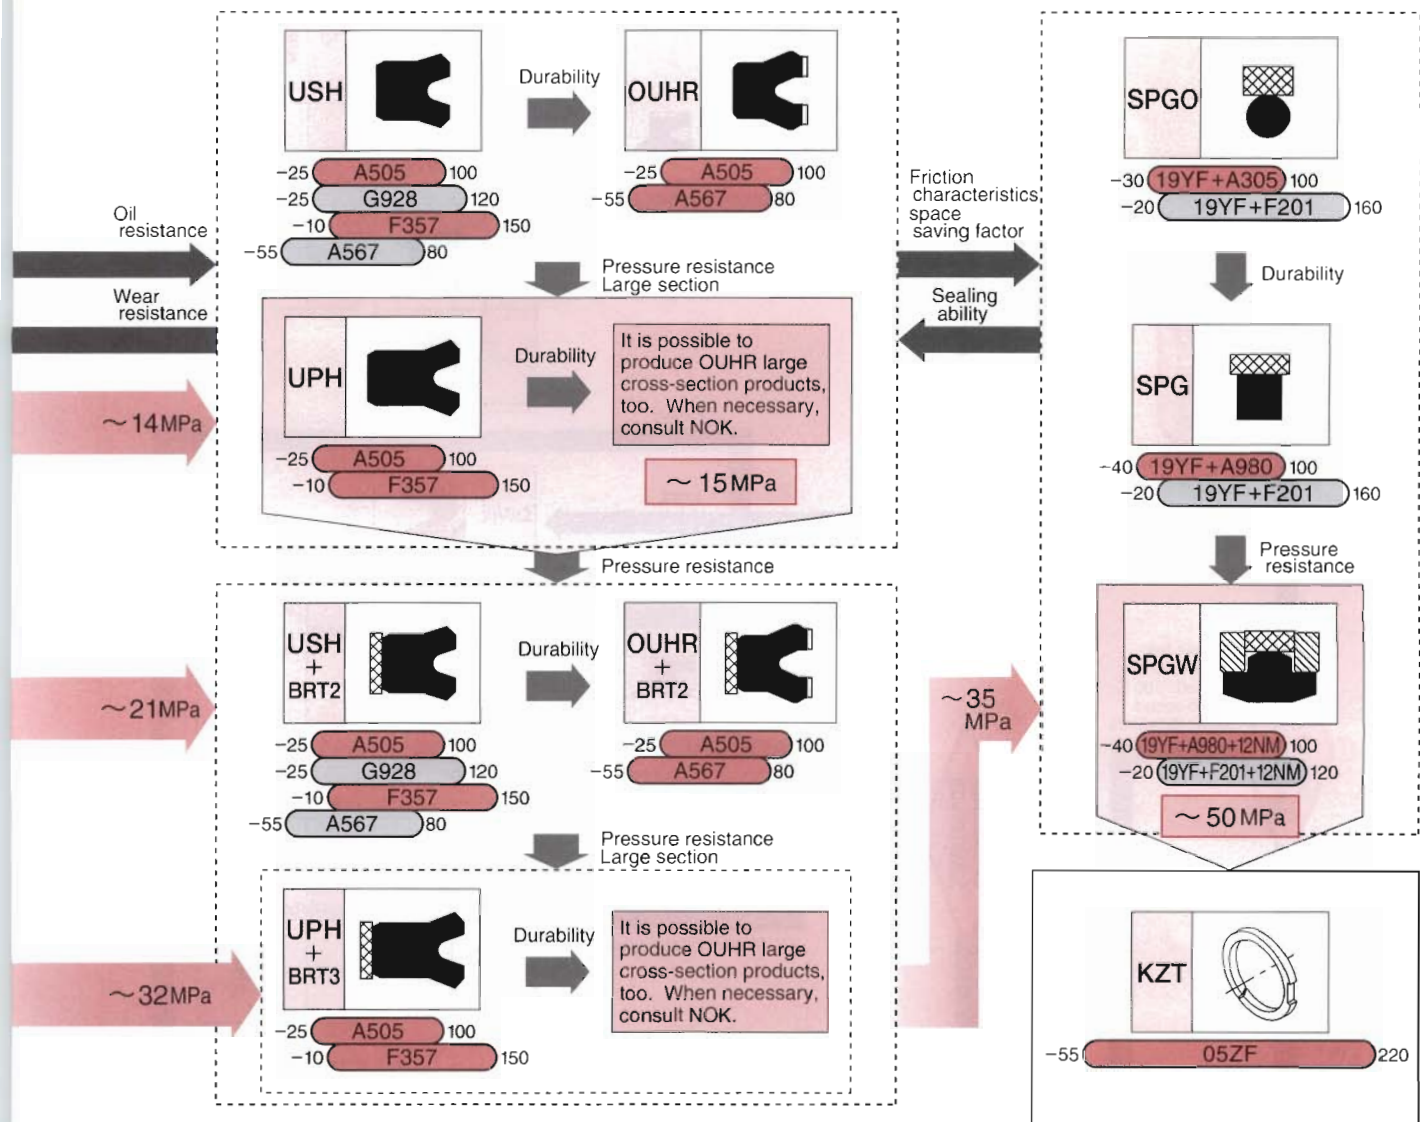 Oil
resistance
Wear
resistance
~14MPa
USH
-25 A505 100
-25 G928 120
-10 F357 150
-55 A567 80
Durability
OUHR
-25 A505 100
-55 A567 80
Pressure resistance
Large section
UPH
-25 A505 100
-10 F357 150
Durability
It is possible to
produce OUHR large
cross-section products,
too. When necessary,
consult NOK.
~15MPa
Pressure resistance
~21MPa
USH
+
BRT2
-25 A505 100
-25 G928 120
-10 F357 150
-55 A567 80
Durability
OUHR
+
BRT2
-25 A505 100
-55 A567 80
Pressure resistance
Large section
~32MPa
UPH
+
BRT3
-25 A505 100
-10 F357 150
Durability
It is possible to
produce OUHR large
cross-section products,
too. When necessary,
consult NOK.
Friction
characteristics
space
saving factor
Sealing
ability
~35
MPa
SPGO
-30 19YF+A305 100
-20 19YF+F201 160
Durability
SPG
-40 19YF+A980 100
-20 19YF+F201 160
Pressure
resistance
SPGW
-40 19YF+A980+12NM 100
-20 19YF+F201+12NM 120
~50MPa
KZT
-55 05ZF 220